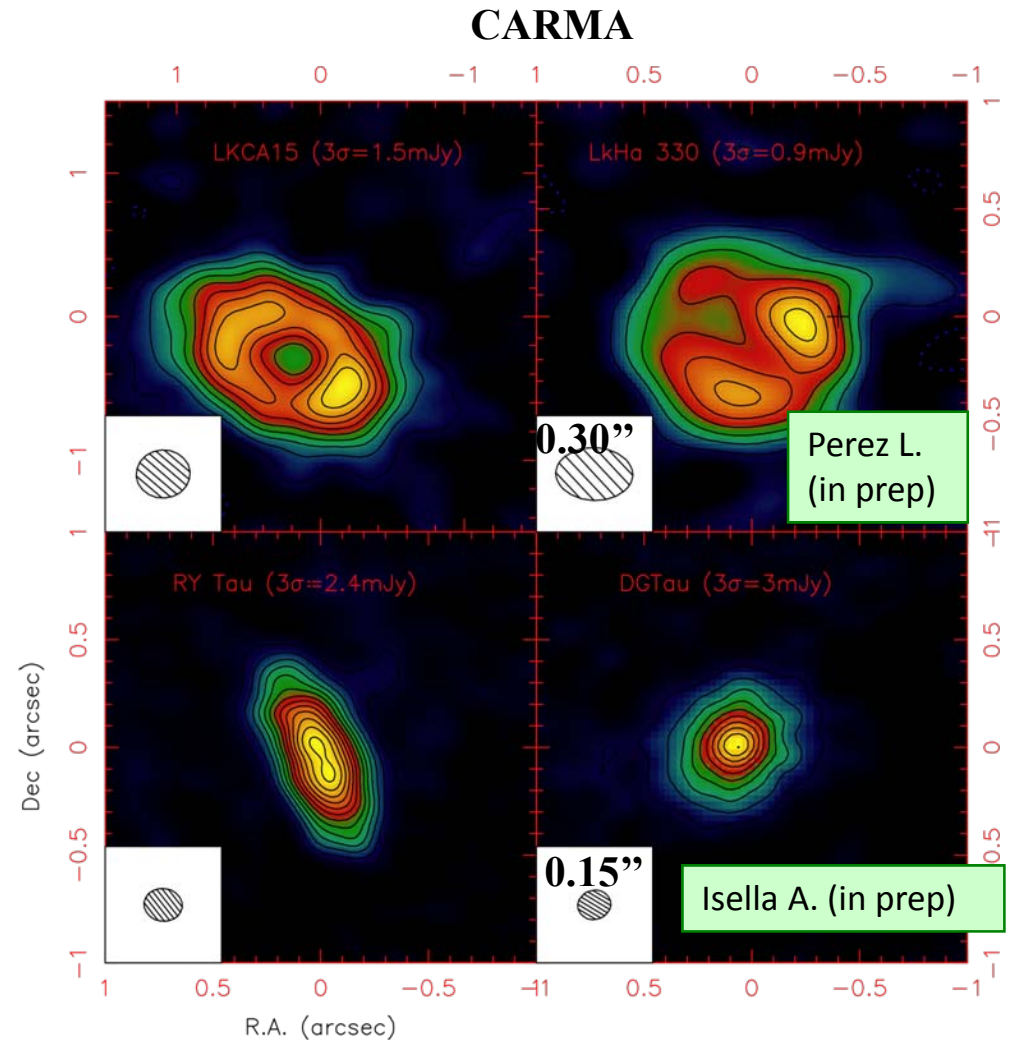 CARMA
1 0 −1 1 0.5 0 −0.5 −1
LKCA15 (3σ=1.5mJy)
LkHa 330 (3σ=0.9mJy)
1
0
−1
1
0.5
0
−0.5
−1
0.30”
Perez L.
(in prep)
RY Tau (3σ=2.4mJy)
DGTau (3σ=3mJy)
Dec (arcsec)
1
0.5
0
−0.5
−1
1
0.5
0
−0.5
−1
0.15”
Isella A. (in prep)
1 0.5 0 −0.5 −1 1 0.5 0 −0.5 −1
R.A. (arcsec)